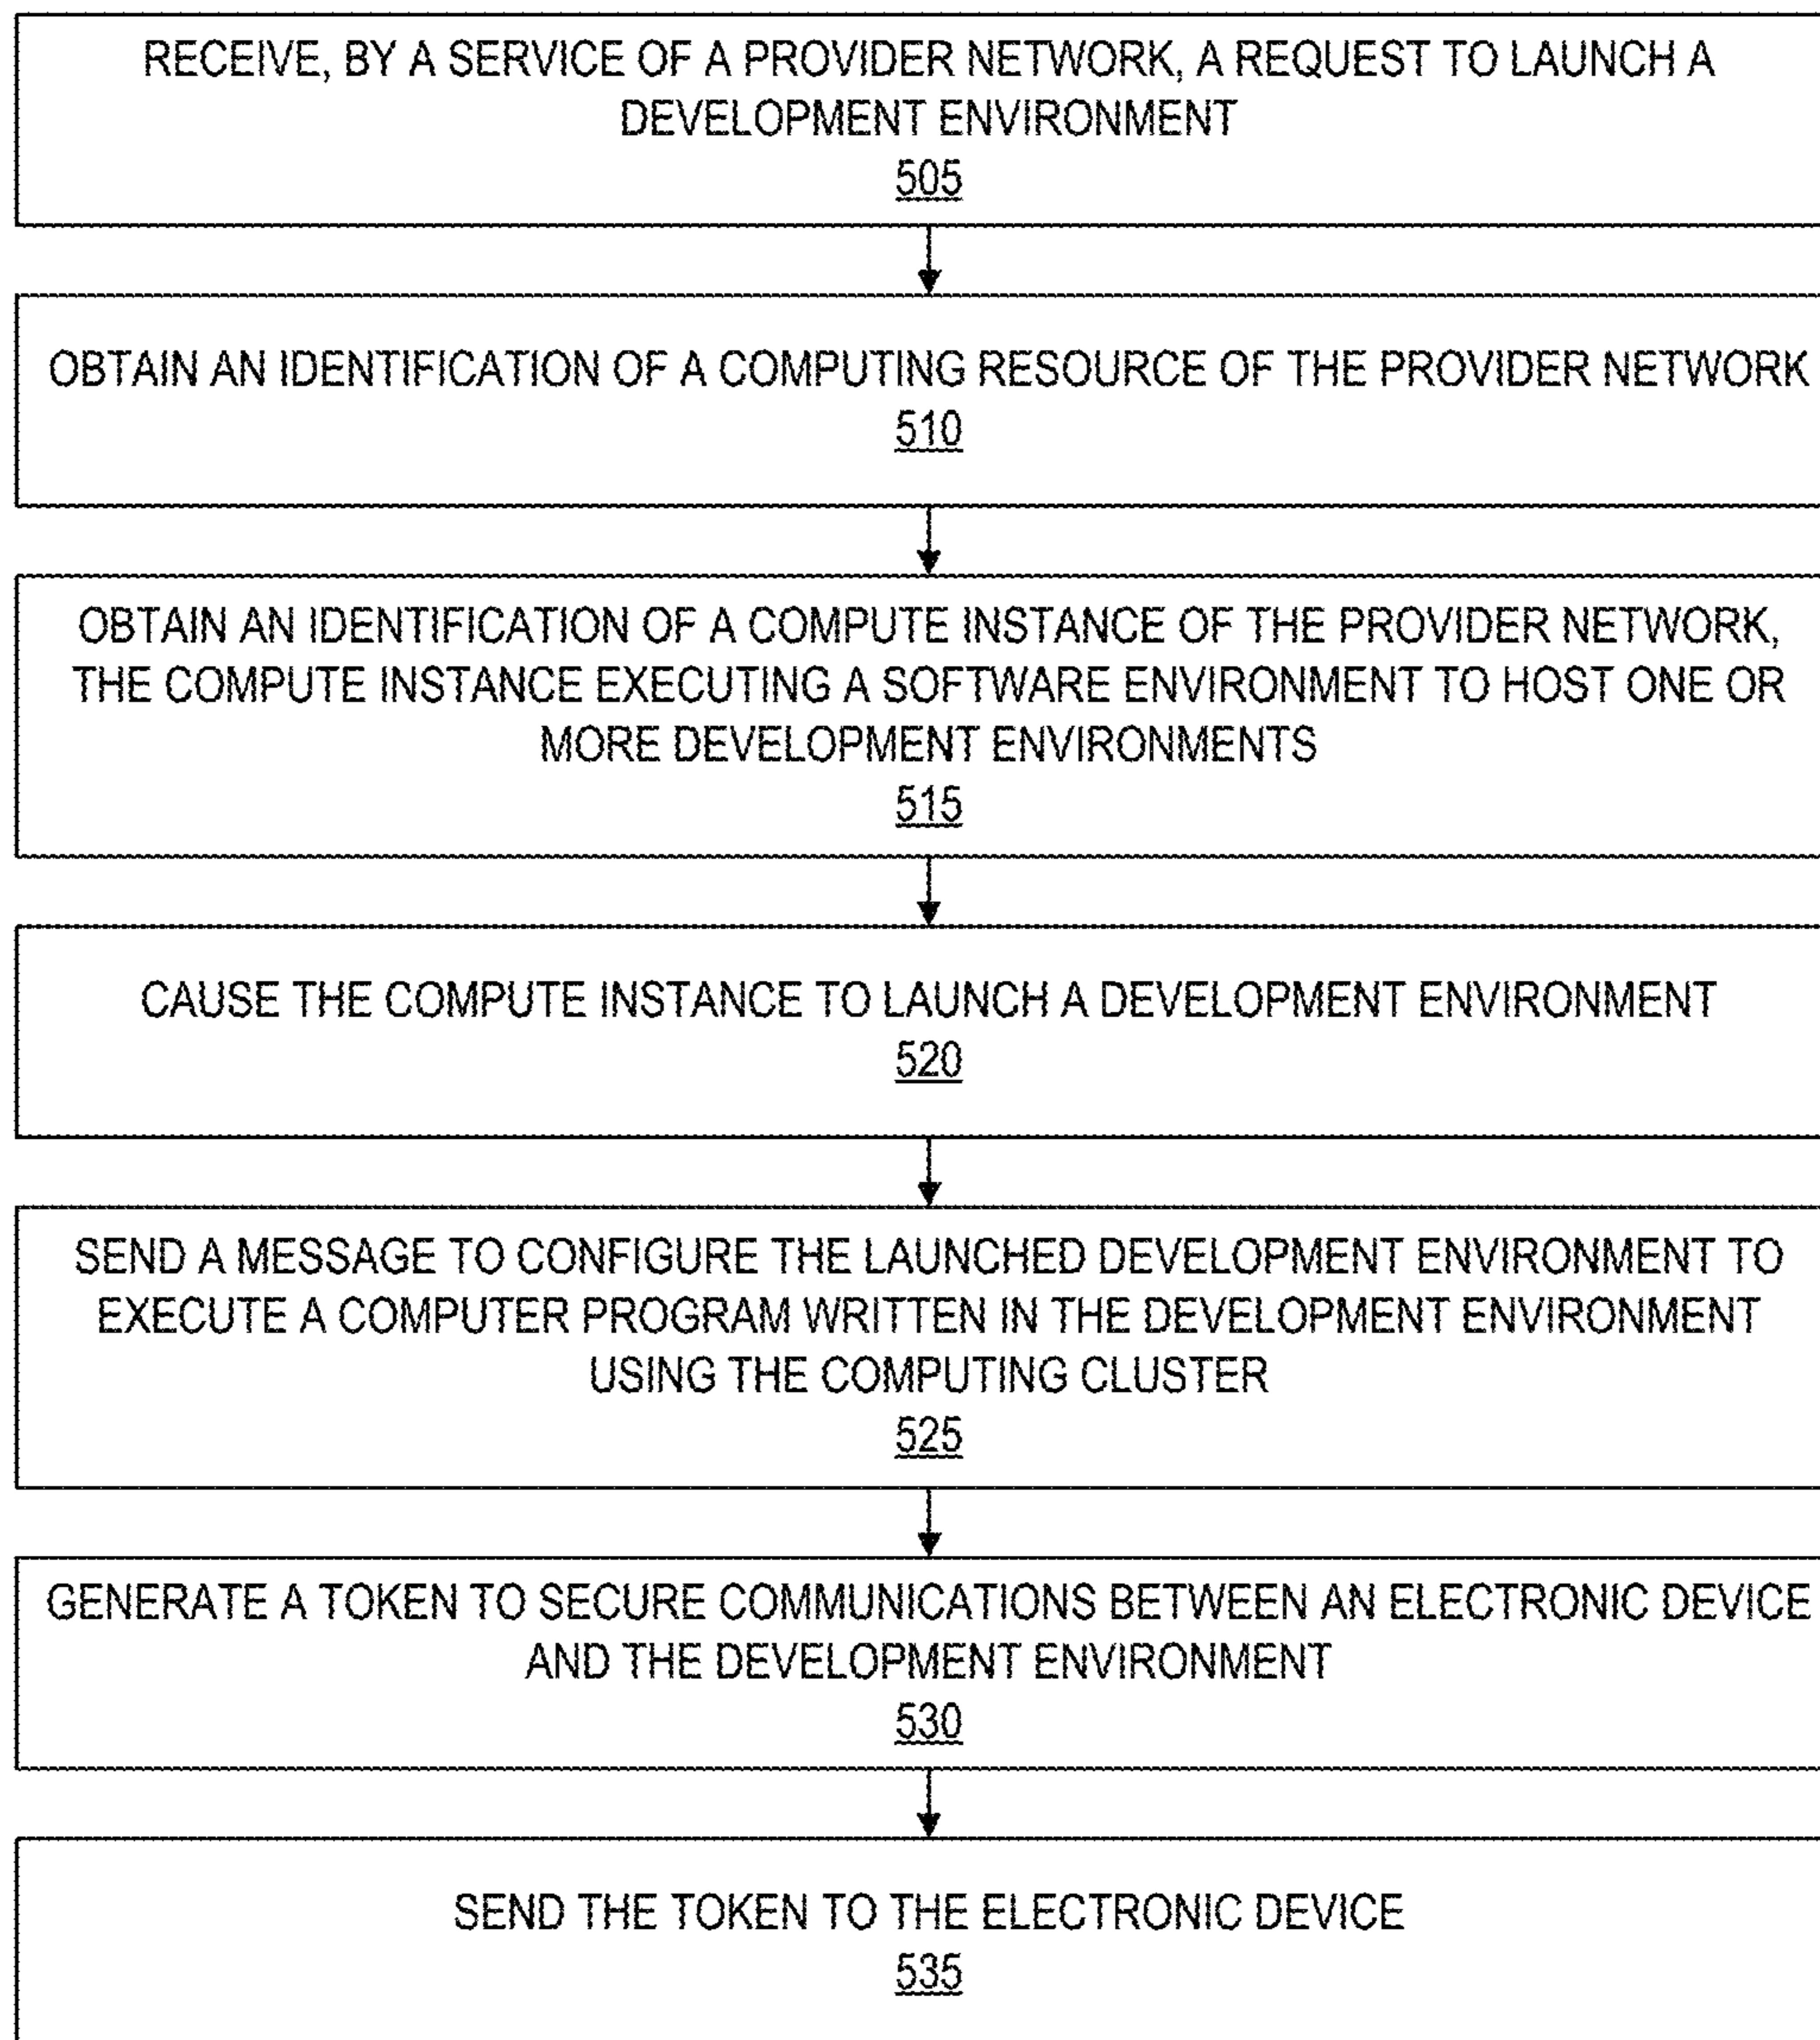 RECEIVE, BY A SERVICE OF A PROVIDER NETWORK, A REQUEST TO LAUNCH A
DEVELOPMENT ENVIRONMENT
505
OBTAIN AN IDENTIFICATION OF A COMPUTING RESOURCE OF THE PROVIDER NETWORK
510
OBTAIN AN IDENTIFICATION OF A COMPUTE INSTANCE OF THE PROVIDER NETWORK,
THE COMPUTE INSTANCE EXECUTING A SOFTWARE ENVIRONMENT TO HOST ONE OR
MORE DEVELOPMENT ENVIRONMENTS
515
CAUSE THE COMPUTE INSTANCE TO LAUNCH A DEVELOPMENT ENVIRONMENT
520
SEND A MESSAGE TO CONFIGURE THE LAUNCHED DEVELOPMENT ENVIRONMENT TO
EXECUTE A COMPUTER PROGRAM WRITTEN IN THE DEVELOPMENT ENVIRONMENT
USING THE COMPUTING CLUSTER
525
GENERATE A TOKEN TO SECURE COMMUNICATIONS BETWEEN AN ELECTRONIC DEVICE
AND THE DEVELOPMENT ENVIRONMENT
530
SEND THE TOKEN TO THE ELECTRONIC DEVICE
535